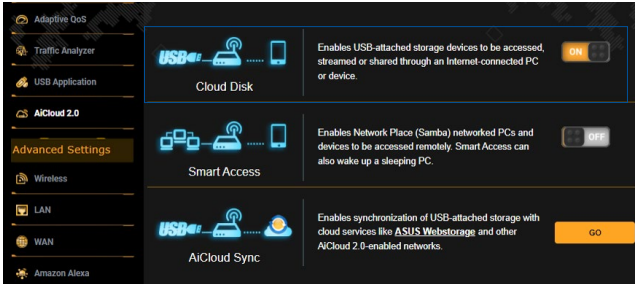 Adaptive QoS
Traffic Analyzer
USB Application
AiCloud 2.0
Advanced Settings
Wireless
LAN
WAN
Amazon Alexa
USB
Cloud Disk
Enables USB-attached storage devices to be accessed,
streamed or shared through an Internet-connected PC
or device.
ON
Smart Access
Enables Network Place (Samba) networked PCs and
devices to be accessed remotely. Smart Access can
also wake up a sleeping PC.
OFF
USB
AiCloud Sync
Enables synchronization of USB-attached storage with
cloud services like ASUS Webstorage and other
AiCloud 2.0-enabled networks.
GO